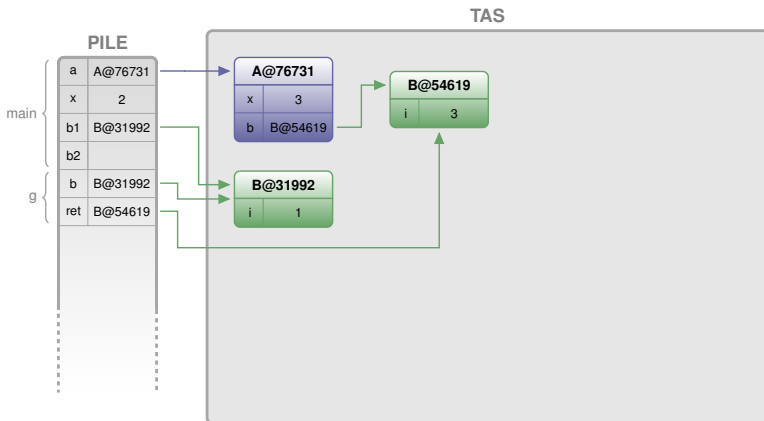 TAS
PILE
main
a A@76731
x 2
b1 B@31992
b2
g
b B@31992
ret B@54619
A@76731
x 3
b B@54619
B@54619
i 3
B@31992
i 1